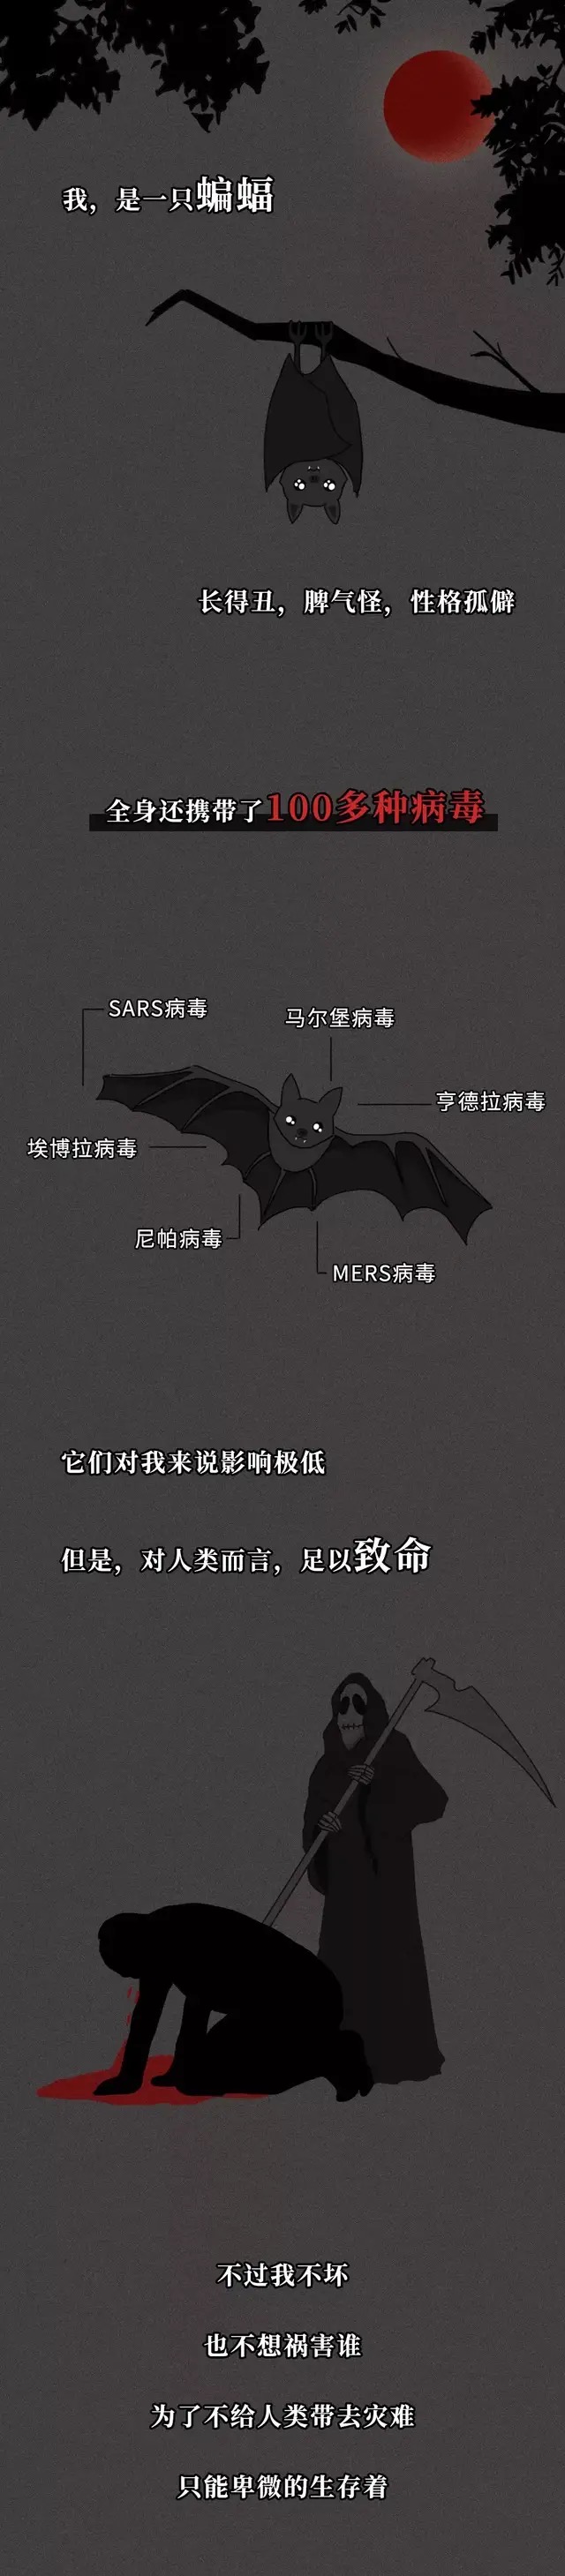 我，是一只蝙蝠
长得丑，脾气怪，性格孤僻
全身还携带了100多种病毒
SARS病毒
马尔堡病毒
亨德拉病毒
埃博拉病毒
尼帕病毒
MERS病毒
它们对我来说影响极低
但是，对人类而言，足以致命
不过我不坏
也不想祸害谁
为了不给人类带去灾难
只能卑微的生存着